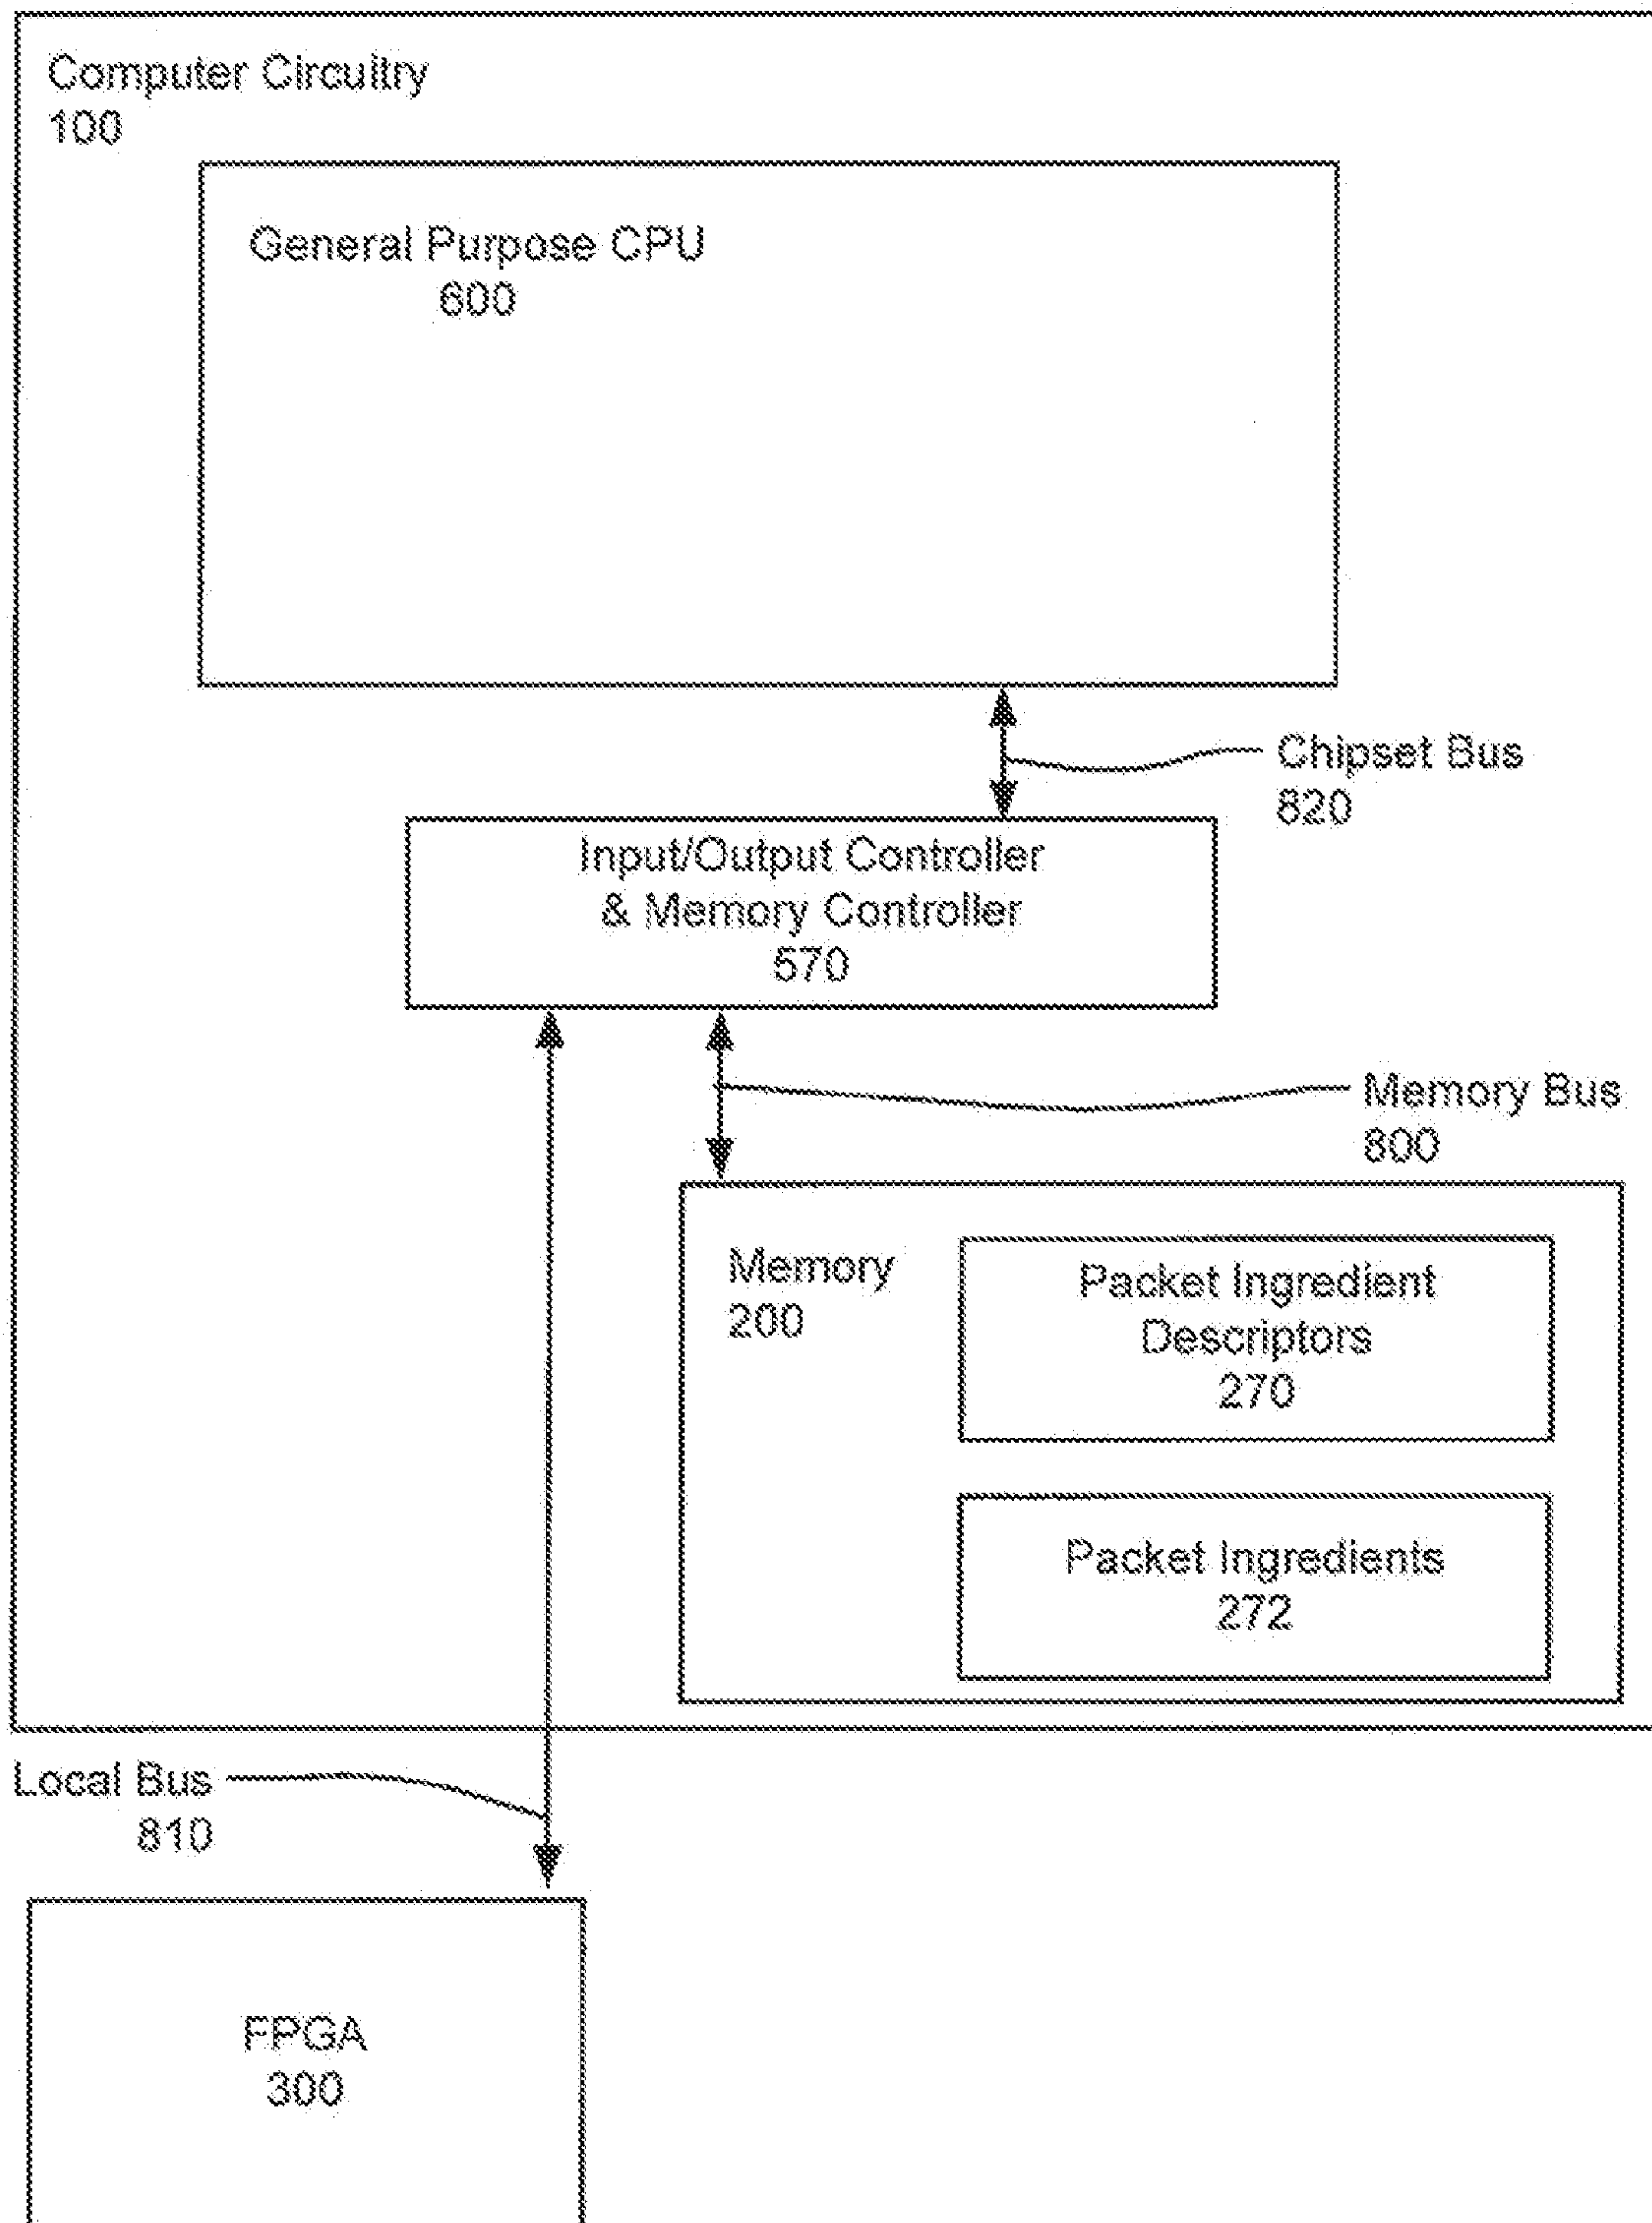 Computer Circuitry
100
General Purpose CPU
600
Chipset Bus
820
Input/Output Controller
& Memory Controller
570
Memory Bus
800
Memory
200
Packet Ingredient
Descriptors
270
Packet Ingredients
272
Local Bus
810
FPGA
300